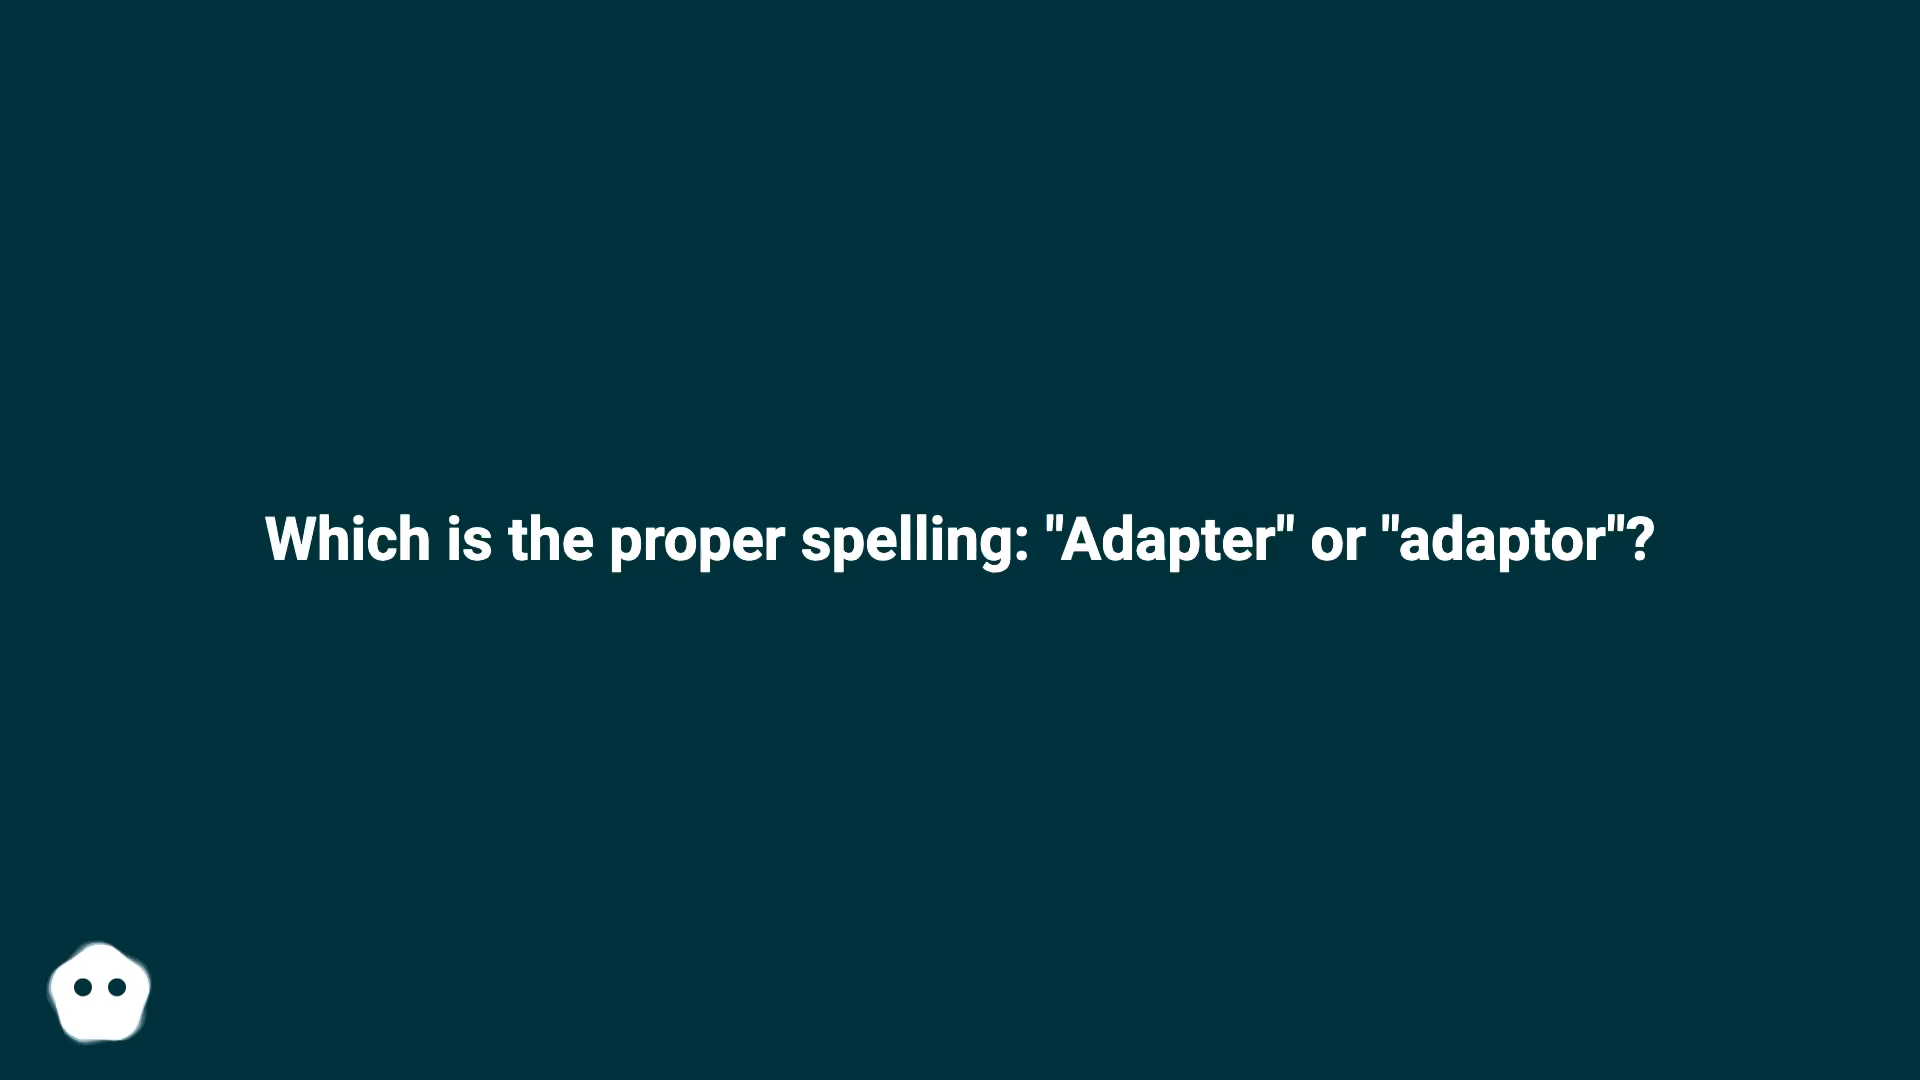 Which is the proper spelling: "Adapter" or "adaptor"?